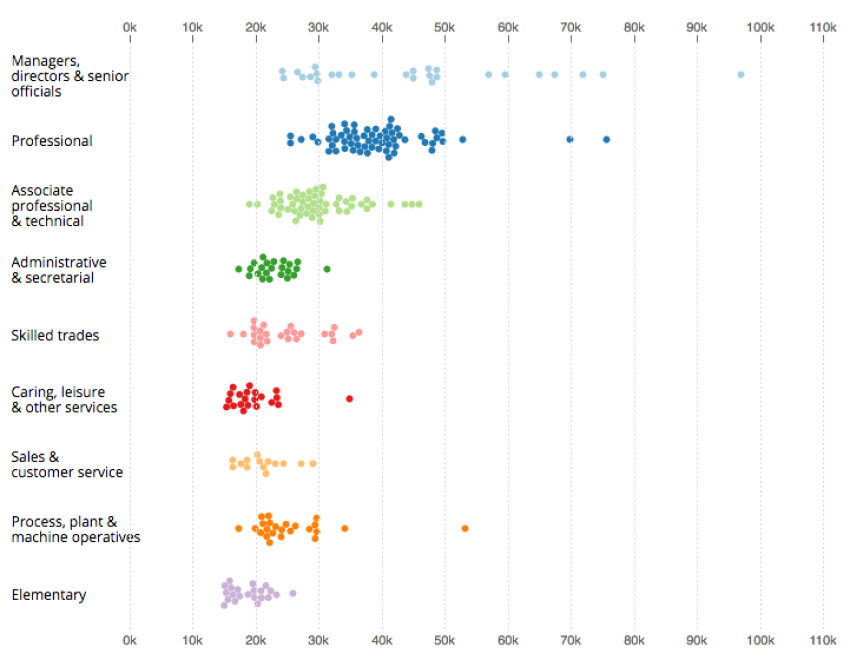 0k 10k 20k 30k 40k 50k 60k 70k 80k 90k 100k 110k
Managers,
directors & senior
officials
Professional
Associate
professional
& technical
Administrative
& secretarial
Skilled trades
Caring, leisure
& other services
Sales &
customer service
Process, plant &
machine operatives
Elementary
0k 10k 20k 30k 40k 50k 60k 70k 80k 90k 100k 110k